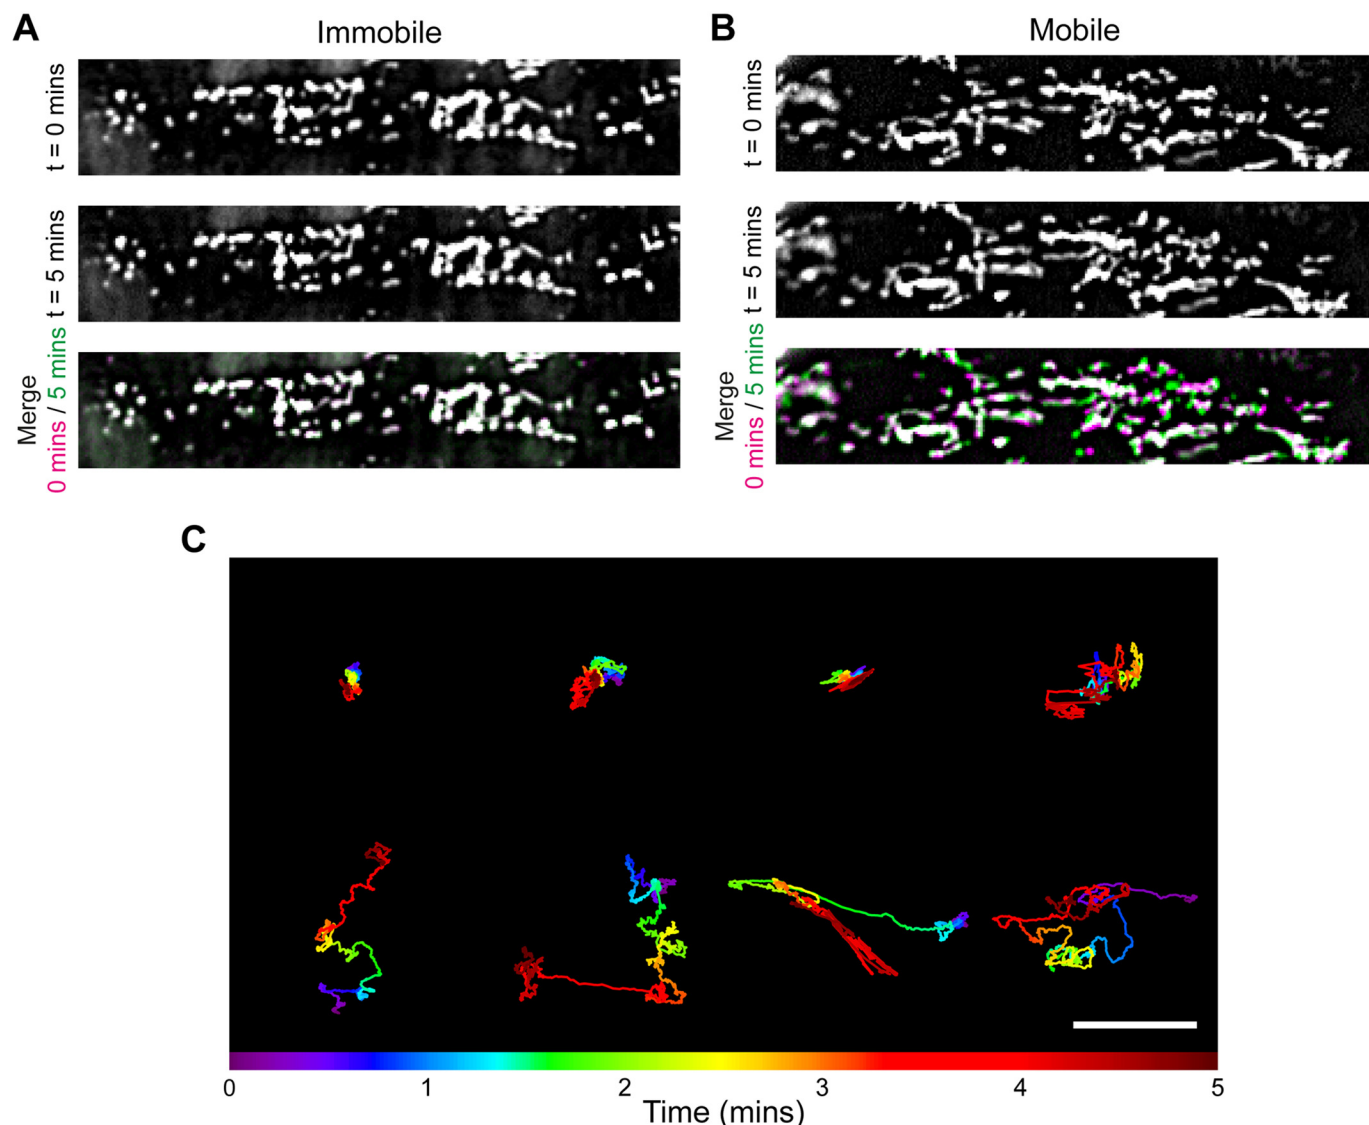 A
Immobile
t = 0 mins
t = 5 mins
Merge
0 mins / 5 mins
B
Mobile
t = 0 mins
t = 5 mins
Merge
0 mins / 5 mins
C
0 1 2 3 4 5
Time (mins)